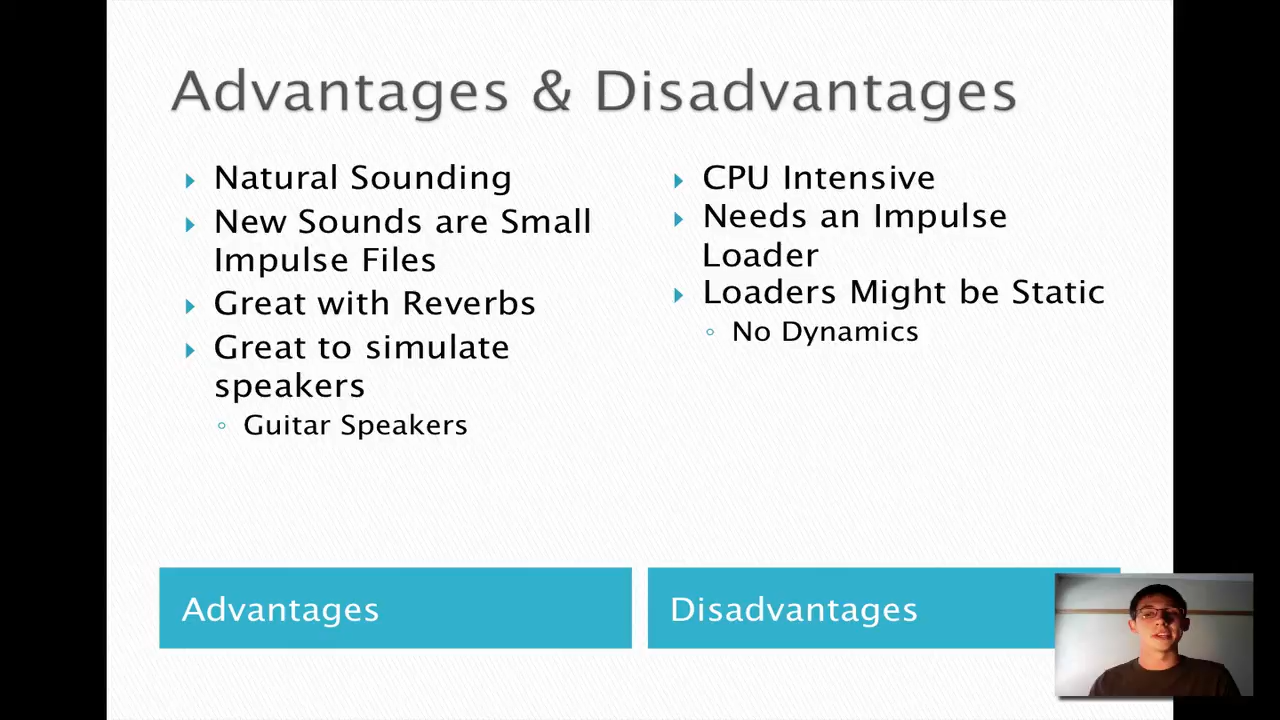 Advantages & Disadvantages
Natural Sounding
New Sounds are Small
Impulse Files
Great with Reverbs
Great to simulate
speakers
Guitar Speakers
CPU Intensive
Needs an Impulse
Loader
Loaders Might be Static
No Dynamics
Advantages
Disadvantages